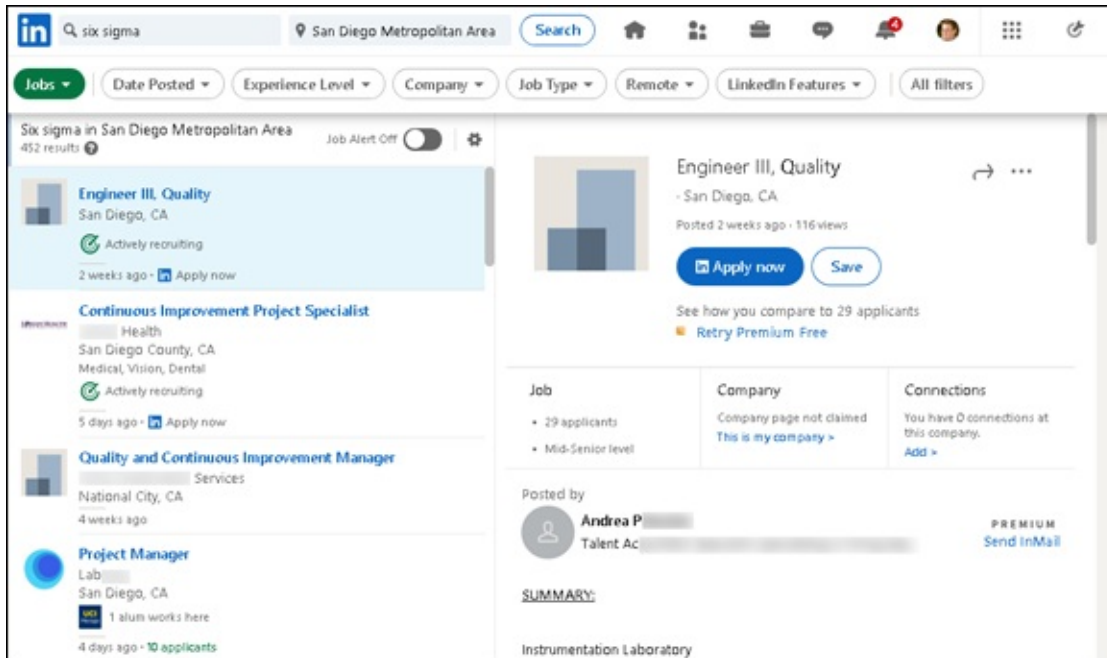 in six sigma San Diego Metropolitan Area Search 4
Jobs Date Posted Experience Level Company Job Type Remote LinkedIn Features All filters
Six sigma in San Diego Metropolitan Area
452 results ?
Job Alert Off
Engineer III, Quality
San Diego, CA
Actively recruiting
2 weeks ago · in Apply now
Continuous Improvement Project Specialist
Health
San Diego County, CA
Medical, Vision, Dental
Actively recruiting
5 days ago · in Apply now
Quality and Continuous Improvement Manager
Services
National City, CA
4 weeks ago
Project Manager
Lab
San Diego, CA
UCI
1 alum works here
4 days ago · 10 applicants
Engineer III, Quality
· San Diego, CA
Posted 2 weeks ago · 116 views
in Apply now Save
See how you compare to 29 applicants
Retry Premium Free
Job
• 29 applicants
• Mid-Senior level
Company
Company page not claimed
This is my company >
Connections
You have 0 connections at
this company.
Add >
Posted by
Andrea P
Talent Ac
PREMIUM
Send InMail
SUMMARY:
Instrumentation Laboratory